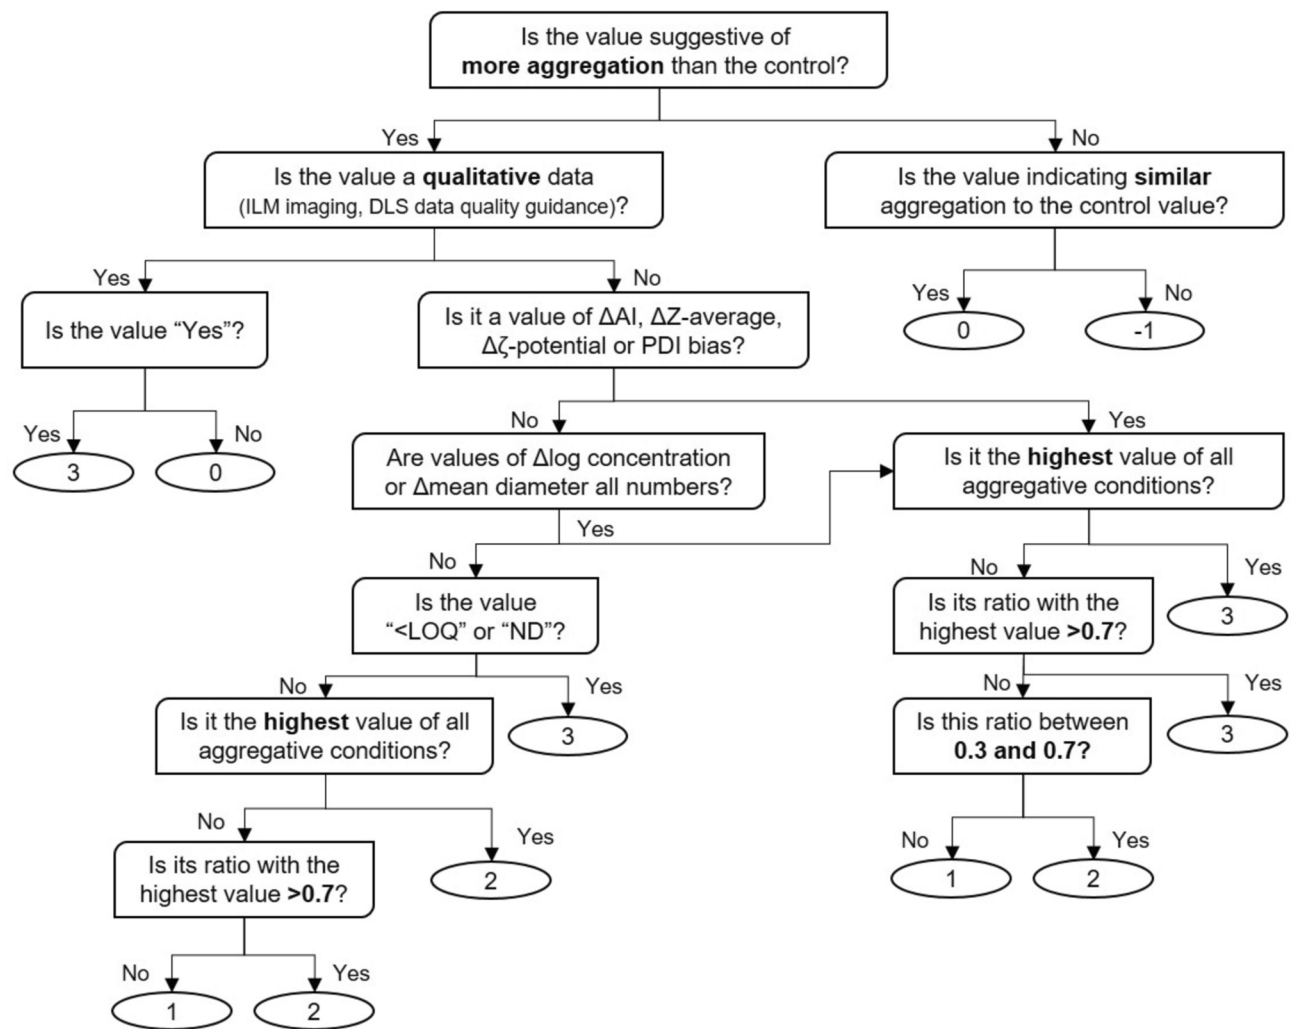 Is the value suggestive of
more aggregation than the control?
Yes
No
Is the value a qualitative data
(ILM imaging, DLS data quality guidance)?
Is the value indicating similar
aggregation to the control value?
Yes
No
Yes
No
Is the value “Yes”?
Is it a value of ΔAI, ΔZ-average,
Δζ-potential or PDI bias?
0
-1
Yes
No
No
Yes
3
0
Are values of Δlog concentration
or Δmean diameter all numbers?
Is it the highest value of all
aggregative conditions?
Yes
No
No
Yes
Is the value
“<LOQ” or “ND”?
Is its ratio with the
highest value >0.7?
3
No
Yes
No
Yes
Is it the highest value of all
aggregative conditions?
3
Is this ratio between
0.3 and 0.7?
3
No
Yes
No
Yes
Is its ratio with the
highest value >0.7?
2
1
2
No
Yes
1
2